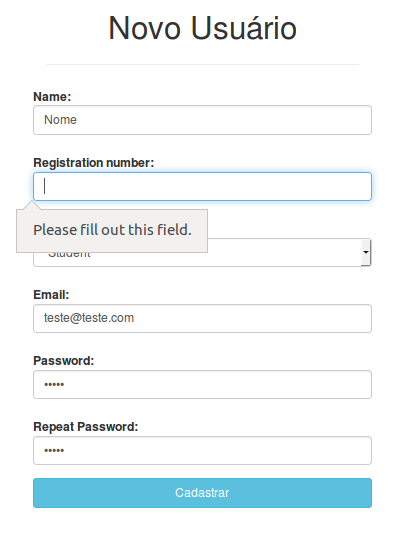 Novo Usuário
Name:
Nome
Registration number:
Please fill out this field.
Student
Email:
teste@teste.com
Password:
•••••
Repeat Password:
•••••
Cadastrar